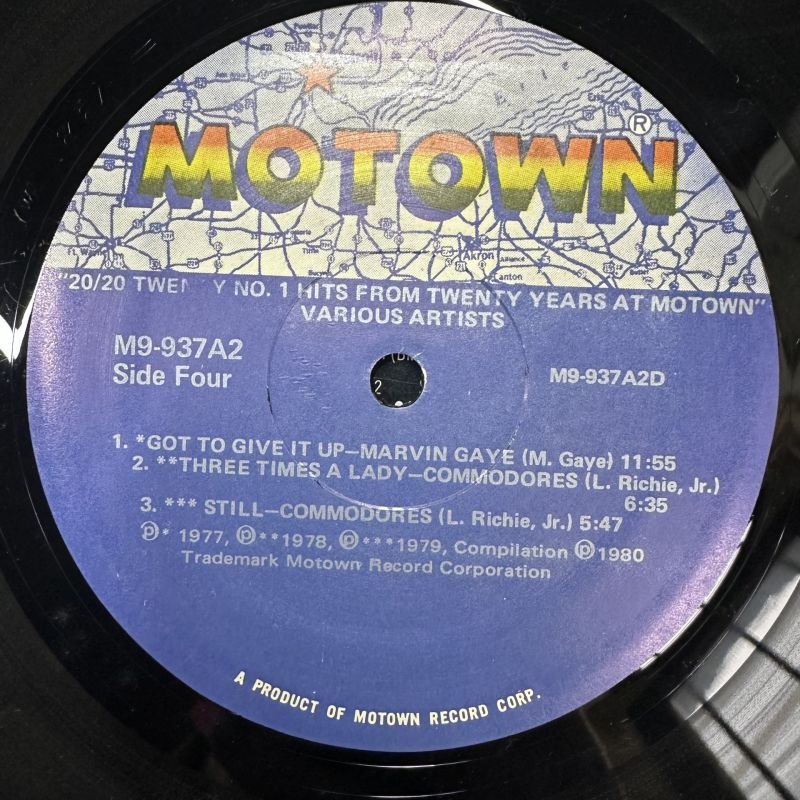 MOTOWN®
Akron
Alliance
canton
"20/20 TWEN Y NO. 1 HITS FROM TWENTY YEARS AT MOTOWN"
VARIOUS ARTISTS
M9-937A2
Side Four
M9-937A2D
2
1. *GOT TO GIVE IT UP—MARVIN GAYE (M. Gaye) 11:55
2. **THREE TIMES A LADY—COMMODORES (L. Richie, Jr.)
6:35
3. *** STILL—COMMODORES (L. Richie, Jr.) 5:47
℗* 1977, ℗**1978, ℗***1979, Compilation ℗1980
Trademark Motown Record Corporation
A PRODUCT OF MOTOWN RECORD CORP.